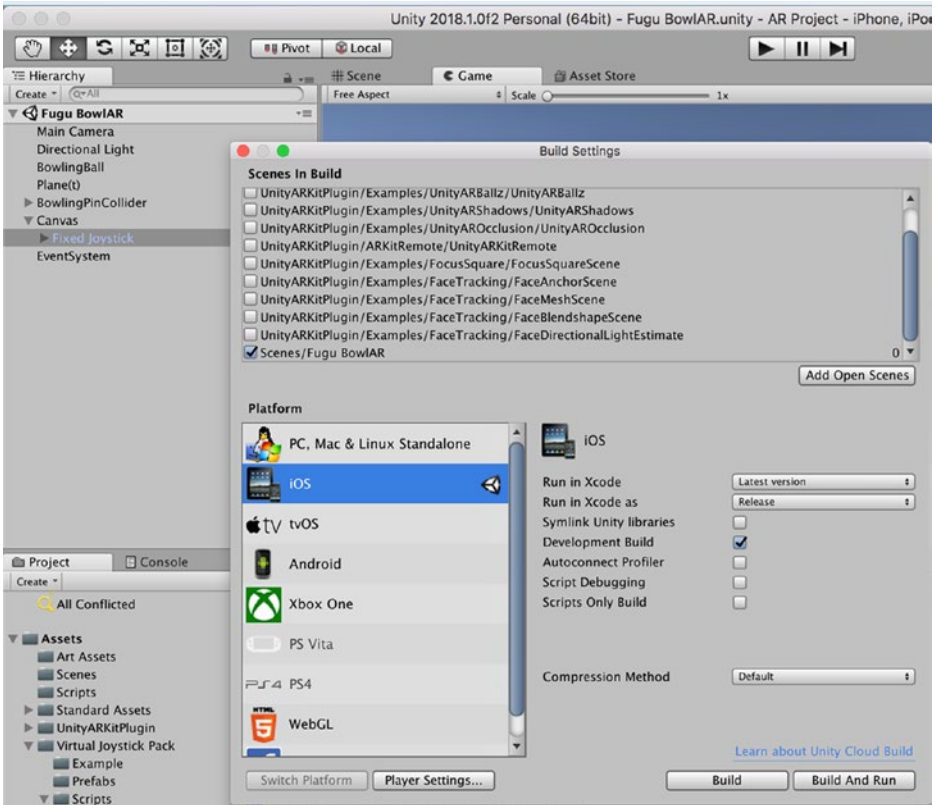 Unity 2018.1.0f2 Personal (64bit) - Fugu BowlAR.unity - AR Project - iPhone, iPo
Pivot Local
Hierarchy
Scene Game Asset Store
Create All
Free Aspect Scale 1x
Fugu BowlAR
Main Camera
Directional Light
BowlingBall
Plane(t)
BowlingPinCollider
Canvas
Fixed Joystick
EventSystem
Build Settings
Scenes In Build
UnityARKitPlugin/Examples/UnityARBallz/UnityARBallz
UnityARKitPlugin/Examples/UnityARShadows/UnityARShadows
UnityARKitPlugin/Examples/UnityAROcclusion/UnityAROcclusion
UnityARKitPlugin/ARKitRemote/UnityARKitRemote
UnityARKitPlugin/Examples/FocusSquare/FocusSquareScene
UnityARKitPlugin/Examples/FaceTracking/FaceAnchorScene
UnityARKitPlugin/Examples/FaceTracking/FaceMeshScene
UnityARKitPlugin/Examples/FaceTracking/FaceBlendshapeScene
UnityARKitPlugin/Examples/FaceTracking/FaceDirectionalLightEstimate
Scenes/Fugu BowlAR 0
Add Open Scenes
Platform
PC, Mac & Linux Standalone
iOS
tv tvOS
Android
Xbox One
PS Vita
PS4 PS4
HTML 5 WebGL
iOS
Run in Xcode Latest version
Run in Xcode as Release
Symlink Unity libraries
Development Build
Autoconnect Profiler
Script Debugging
Scripts Only Build
Compression Method Default
Learn about Unity Cloud Build
Switch Platform Player Settings... Build Build And Run
Project Console
Create
All Conflicted
Assets
Art Assets
Scenes
Scripts
Standard Assets
UnityARKitPlugin
Virtual Joystick Pack
Example
Prefabs
Scripts